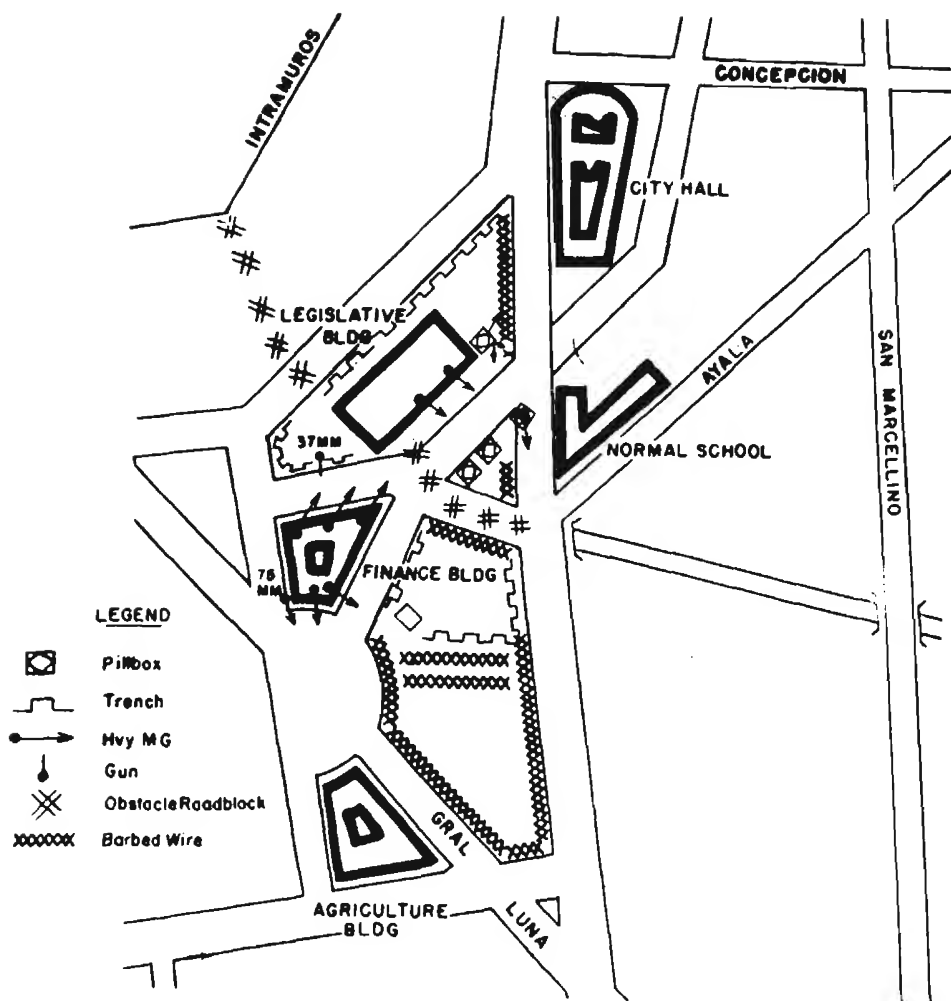 INTRAMUROS
CONCEPCION
CITY HALL
LEGISLATIVE
BLDG
AYALA
SAN MARCELLINO
37MM
NORMAL SCHOOL
76
MM
FINANCE BLDG
LEGEND
Pillbox
Trench
Hvy MG
Gun
Obstacle Roadblock
Barbed Wire
GRAL
LUNA
AGRICULTURE
BLDG